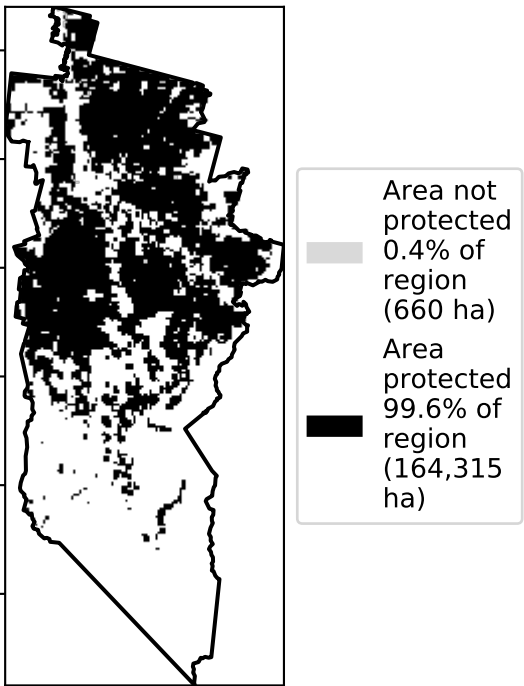 Area not
protected
0.4% of
region
(660 ha)
Area
protected
99.6% of
region
(164,315
ha)